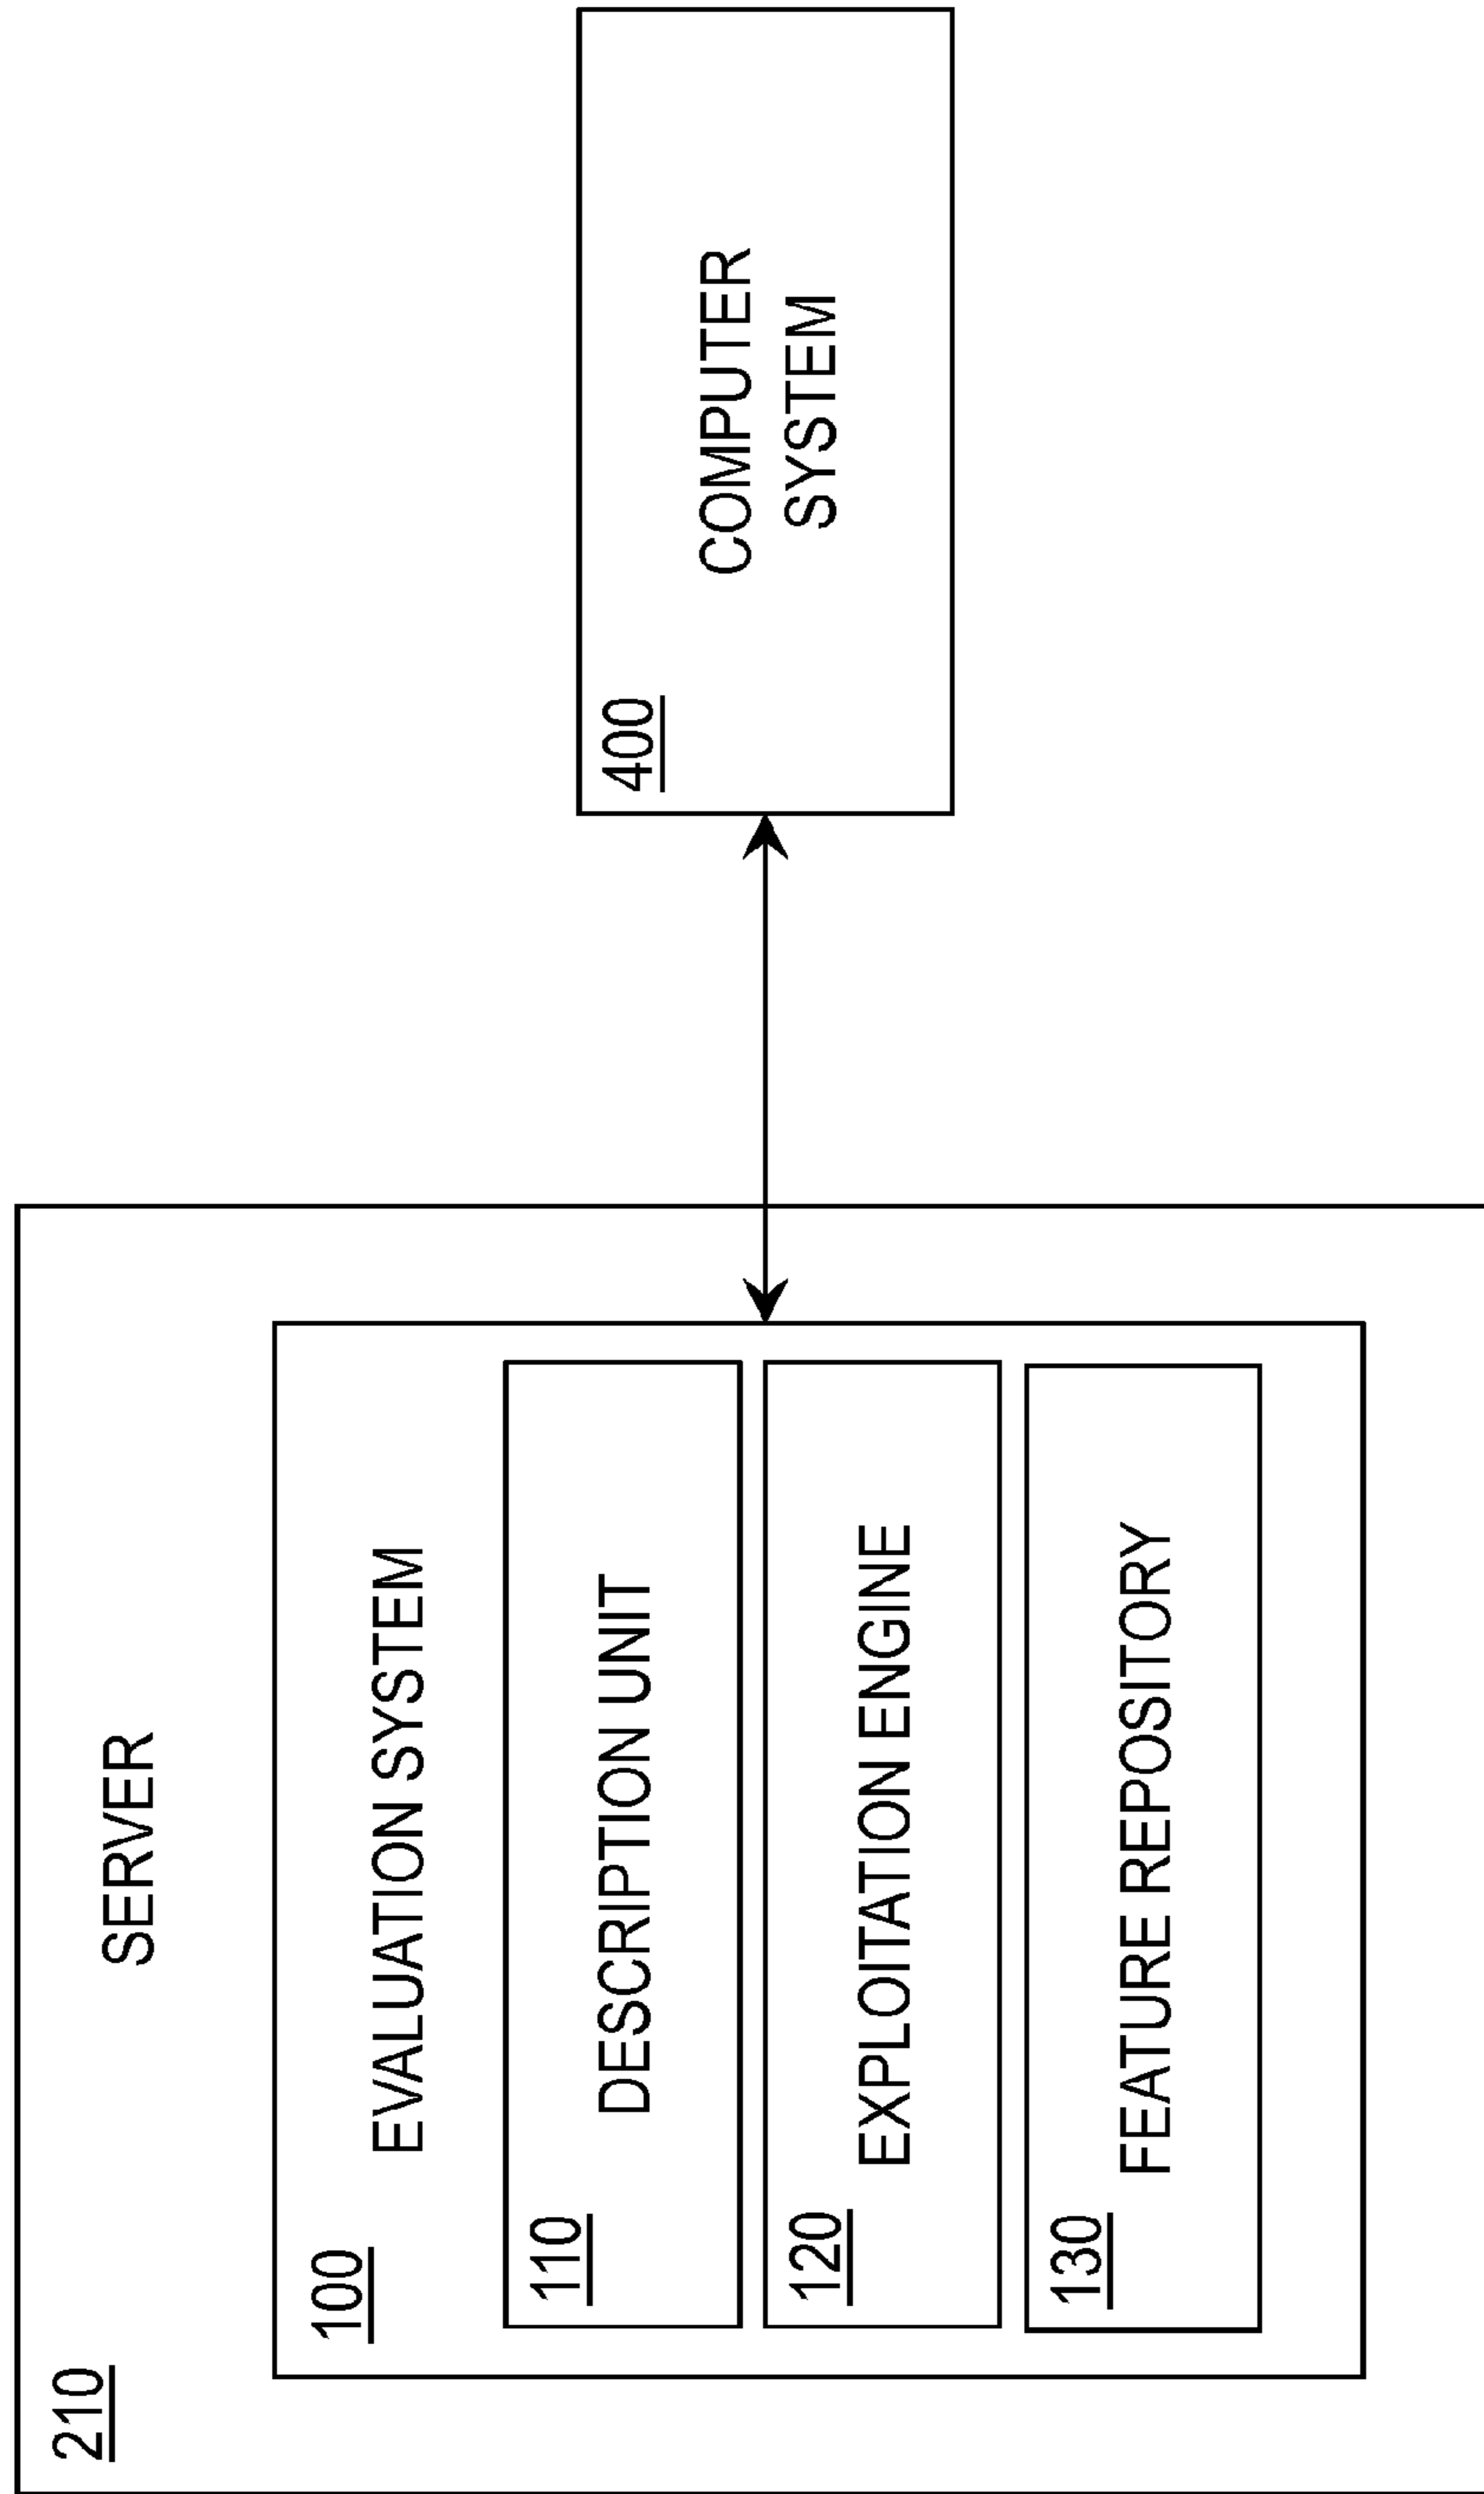 210
SERVER
100
EVALUATION SYSTEM
110
DESCRIPTION UNIT
120
EXPLOITATION ENGINE
130
FEATURE REPOSITORY
400
COMPUTER
SYSTEM